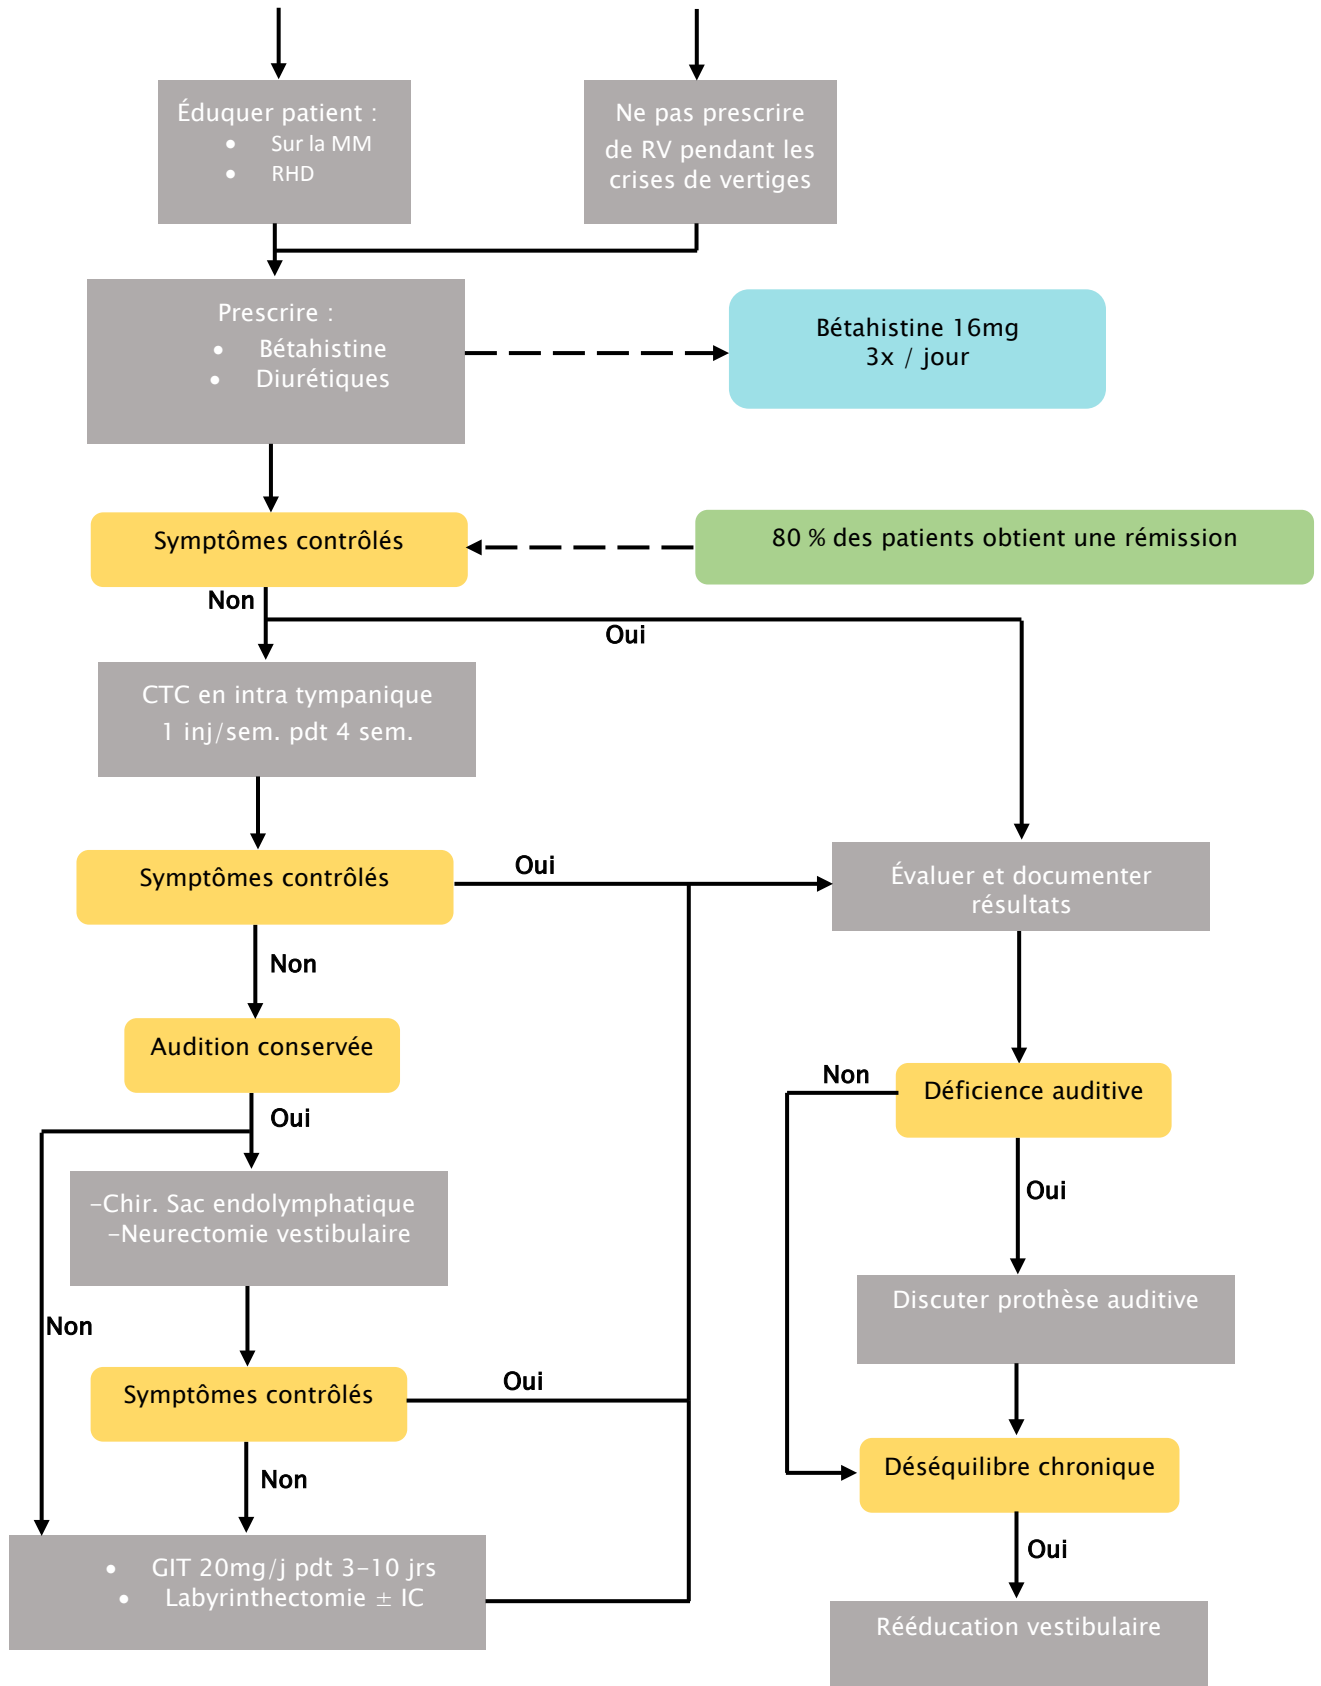 Éduquer patient :
• Sur la MM
• RHD
Ne pas prescrire
de RV pendant les
crises de vertiges
Prescrire :
• Bétahistine
• Diurétiques
Bétahistine 16mg
3x / jour
Symptômes contrôlés
80 % des patients obtient une rémission
Non
Oui
CTC en intra tympanique
1 inj/sem. pdt 4 sem.
Symptômes contrôlés
Oui
Évaluer et documenter
résultats
Non
Audition conservée
Non
Déficience auditive
Oui
Oui
-Chir. Sac endolymphatique
-Neurectomie vestibulaire
Discuter prothèse auditive
Non
Symptômes contrôlés
Oui
Non
Déséquilibre chronique
Oui
• GIT 20mg/j pdt 3-10 jrs
• Labyrinthectomie ± IC
Rééducation vestibulaire